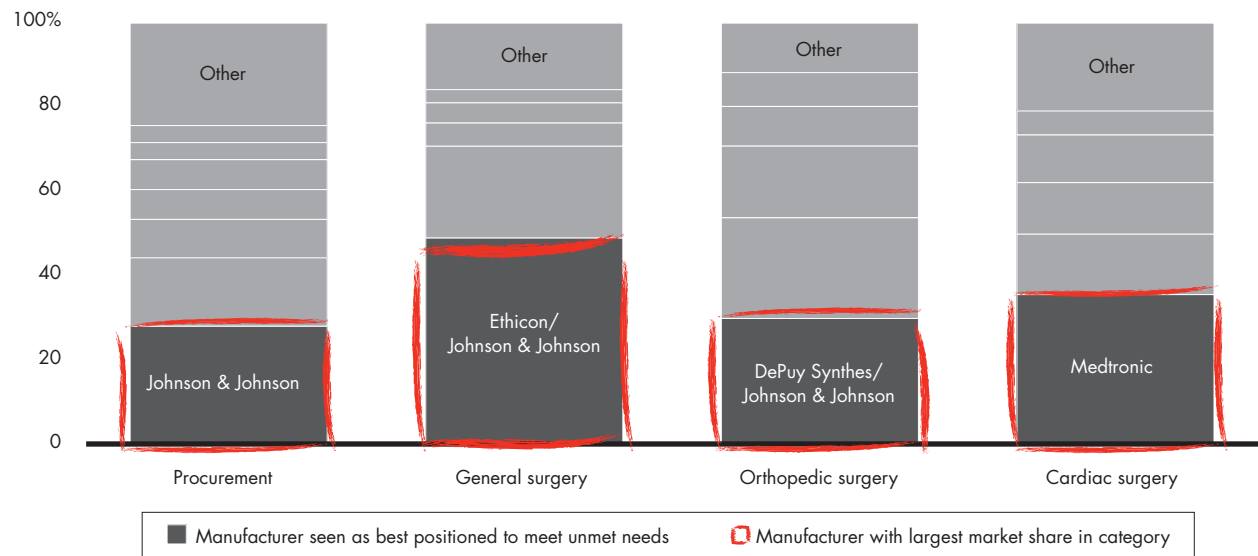 100%
80
60
40
20
0
Other
Johnson & Johnson
Procurement
Other
Ethicon/
Johnson & Johnson
General surgery
Other
DePuy Synthes/
Johnson & Johnson
Orthopedic surgery
Other
Medtronic
Cardiac surgery
Manufacturer seen as best positioned to meet unmet needs
Manufacturer with largest market share in category